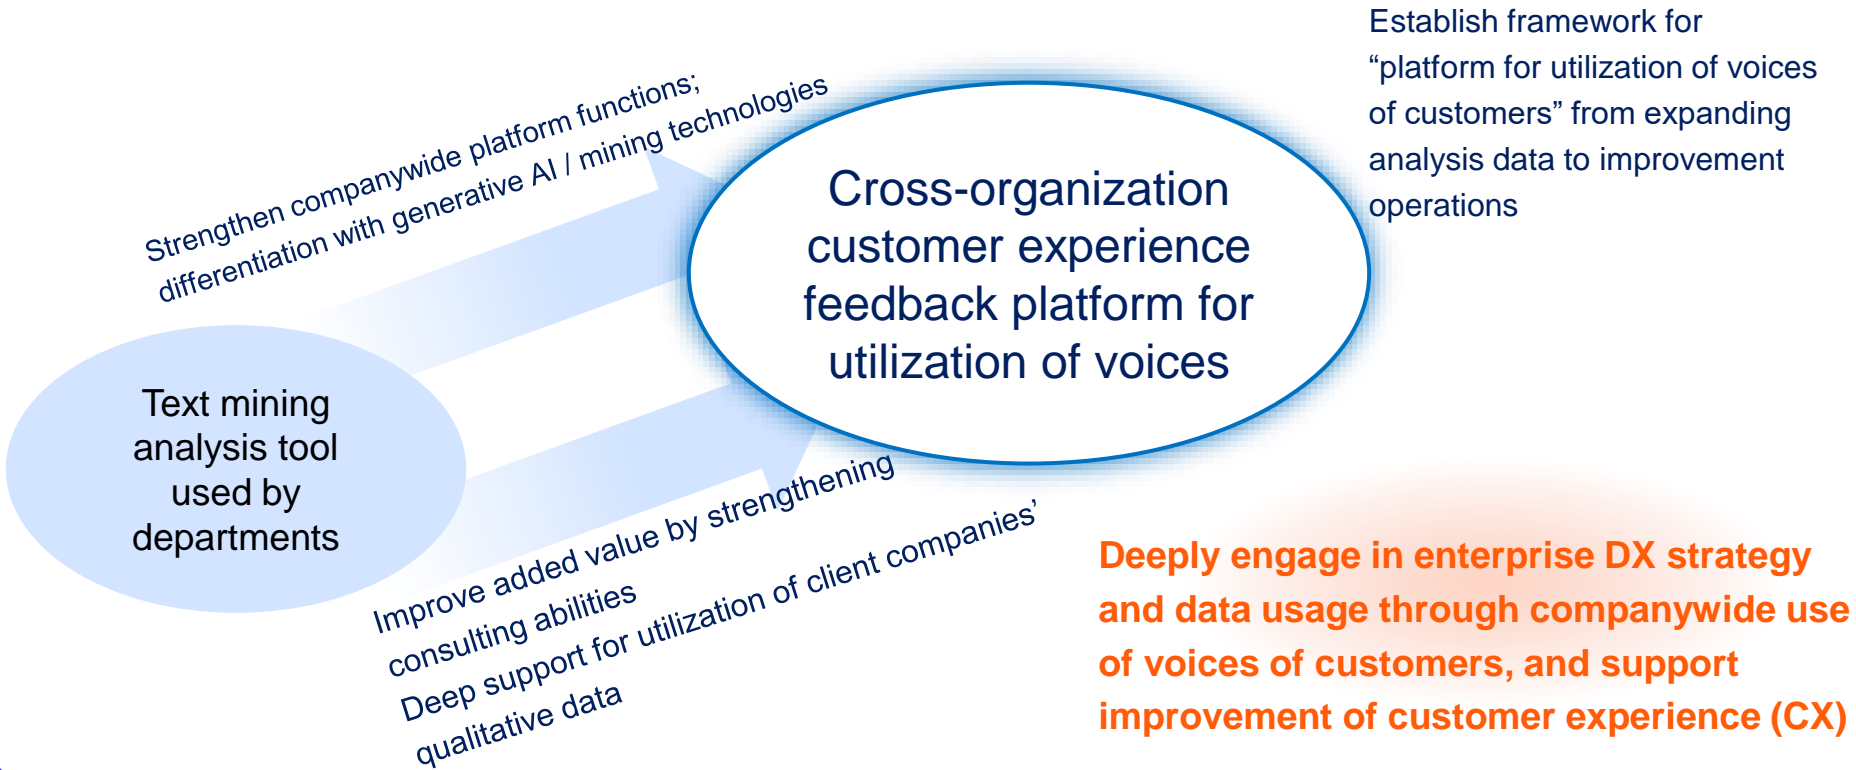 Establish framework for
“platform for utilization of voices
of customers” from expanding
analysis data to improvement
operations
Strengthen companywide platform functions;
differentiation with generative AI / mining technologies
Cross-organization
customer experience
feedback platform for
utilization of voices
Text mining
analysis tool
used by
departments
Improve added value by strengthening
consulting abilities
Deep support for utilization of client companies’
qualitative data
Deeply engage in enterprise DX strategy
and data usage through companywide use
of voices of customers, and support
improvement of customer experience (CX)